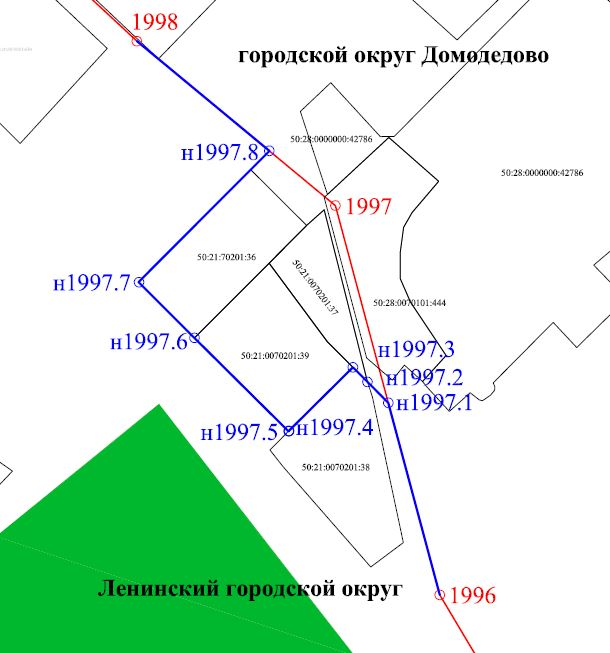 1998
городской округ Домодедово
50:28:0000000:42786
н1997.8
50:28:0000000:42786
1997
50:21:70201:36
н1997.7
50:21:0070201:37
50:28:0070101:444
н1997.6
н1997.3
50:21:0070201:39
н1997.2
н1997.1
н1997.5
н1997.4
50:21:0070201:38
Ленинский городской округ
1996